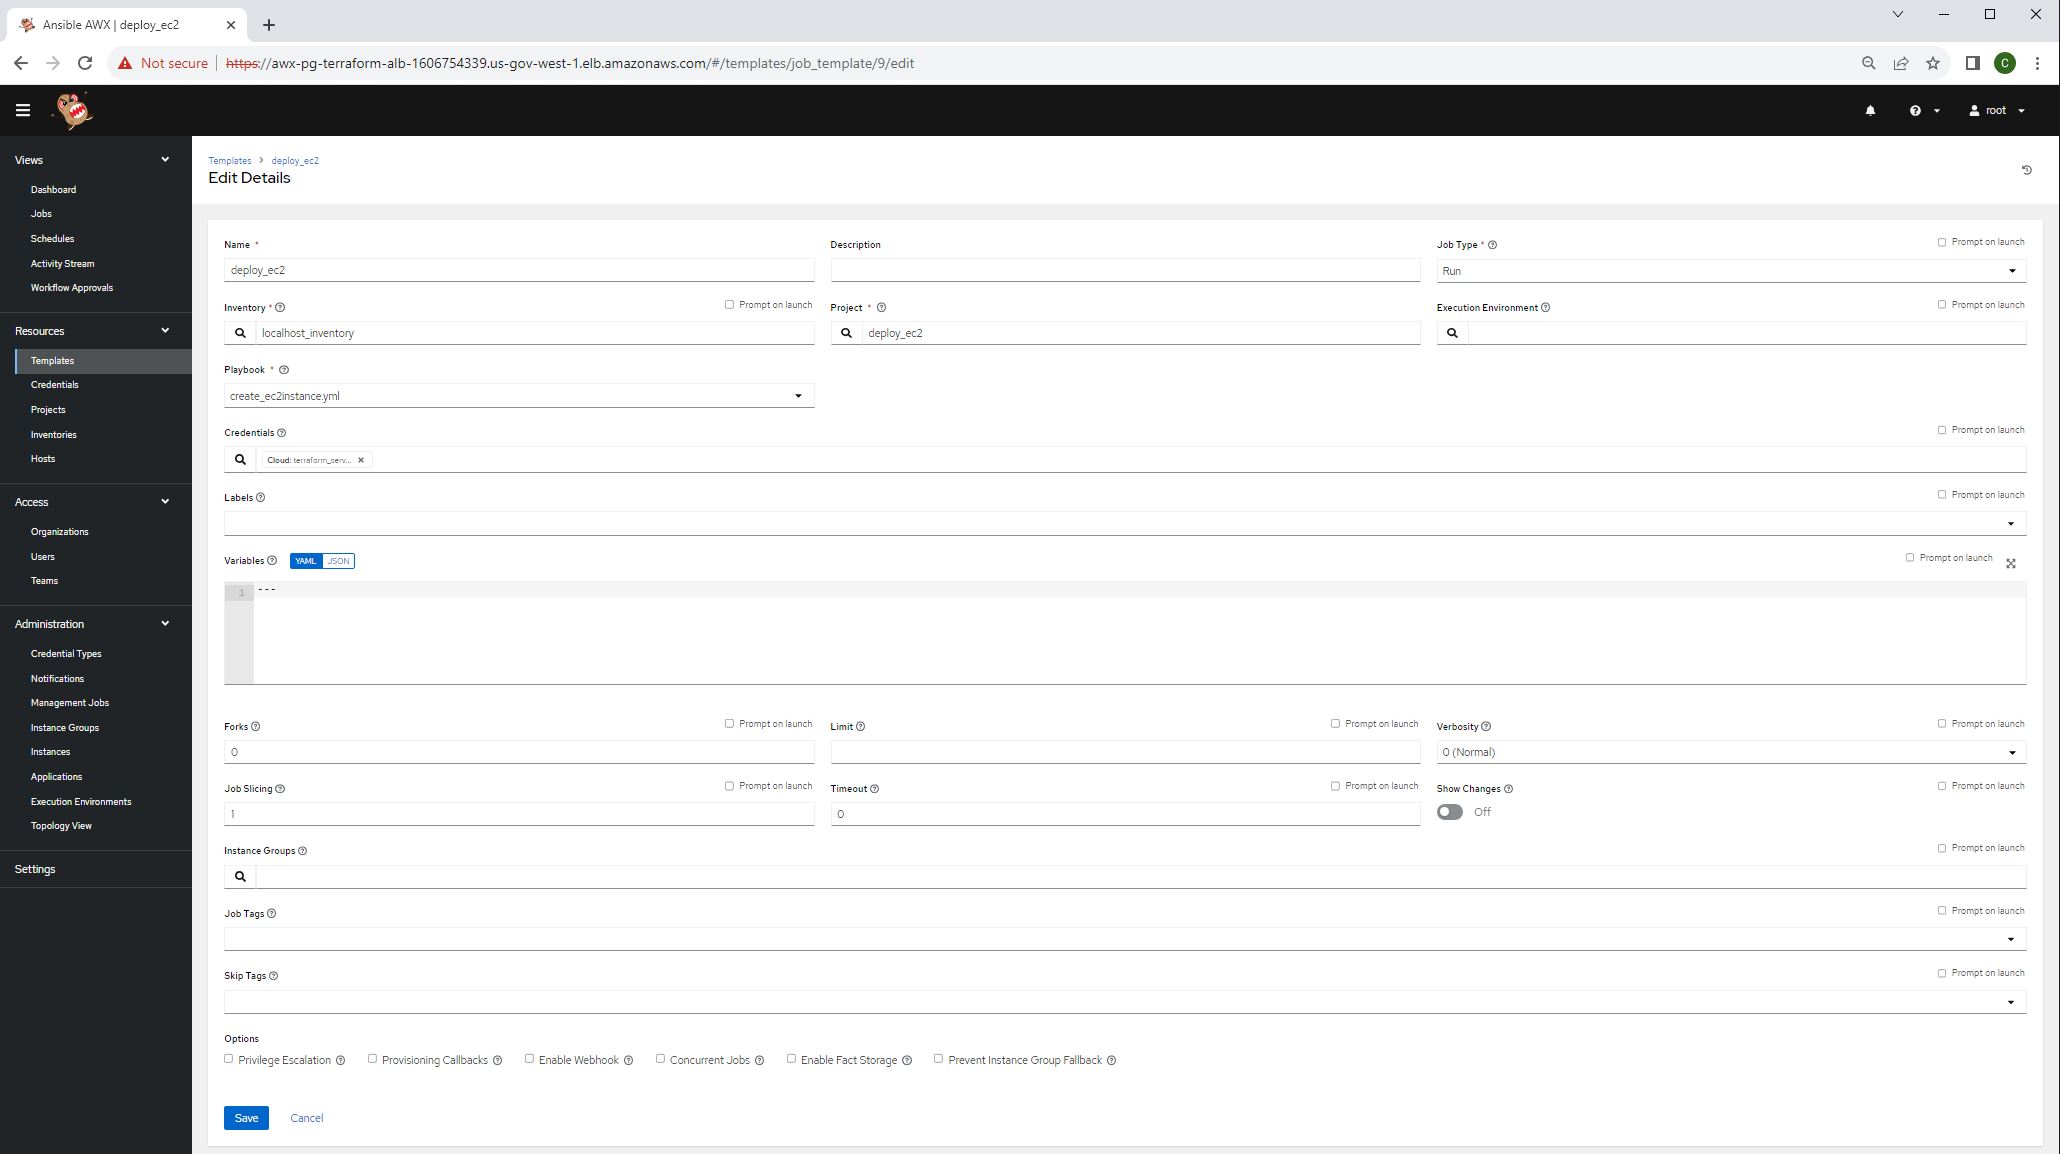 Ansible AWX | deploy_ec2
Not secure https://awx-pg-terraform-alb-1606754339.us-gov-west-1.elb.amazonaws.com/#/templates/job_template/9/edit
C
root
Views
Dashboard
Jobs
Schedules
Activity Stream
Workflow Approvals
Resources
Templates
Credentials
Projects
Inventories
Hosts
Access
Organizations
Users
Teams
Administration
Credential Types
Notifications
Management Jobs
Instance Groups
Instances
Applications
Execution Environments
Topology View
Settings
Templates > deploy_ec2
Edit Details
Name * Description Job Type * Prompt on launch
deploy_ec2 Run
Inventory * Prompt on launch Project * Execution Environment Prompt on launch
localhost_inventory deploy_ec2
Playbook *
create_ec2instance.yml
Credentials Prompt on launch
Cloud: terraform_serv...
Labels Prompt on launch
Variables YAML JSON Prompt on launch
1 ---
Forks Prompt on launch Limit Prompt on launch Verbosity Prompt on launch
0 0 (Normal)
Job Slicing Prompt on launch Timeout Prompt on launch Show Changes Prompt on launch
1 0 Off
Instance Groups Prompt on launch
Job Tags Prompt on launch
Skip Tags Prompt on launch
Options
Privilege Escalation Provisioning Callbacks Enable Webhook Concurrent Jobs Enable Fact Storage Prevent Instance Group Fallback
Save Cancel